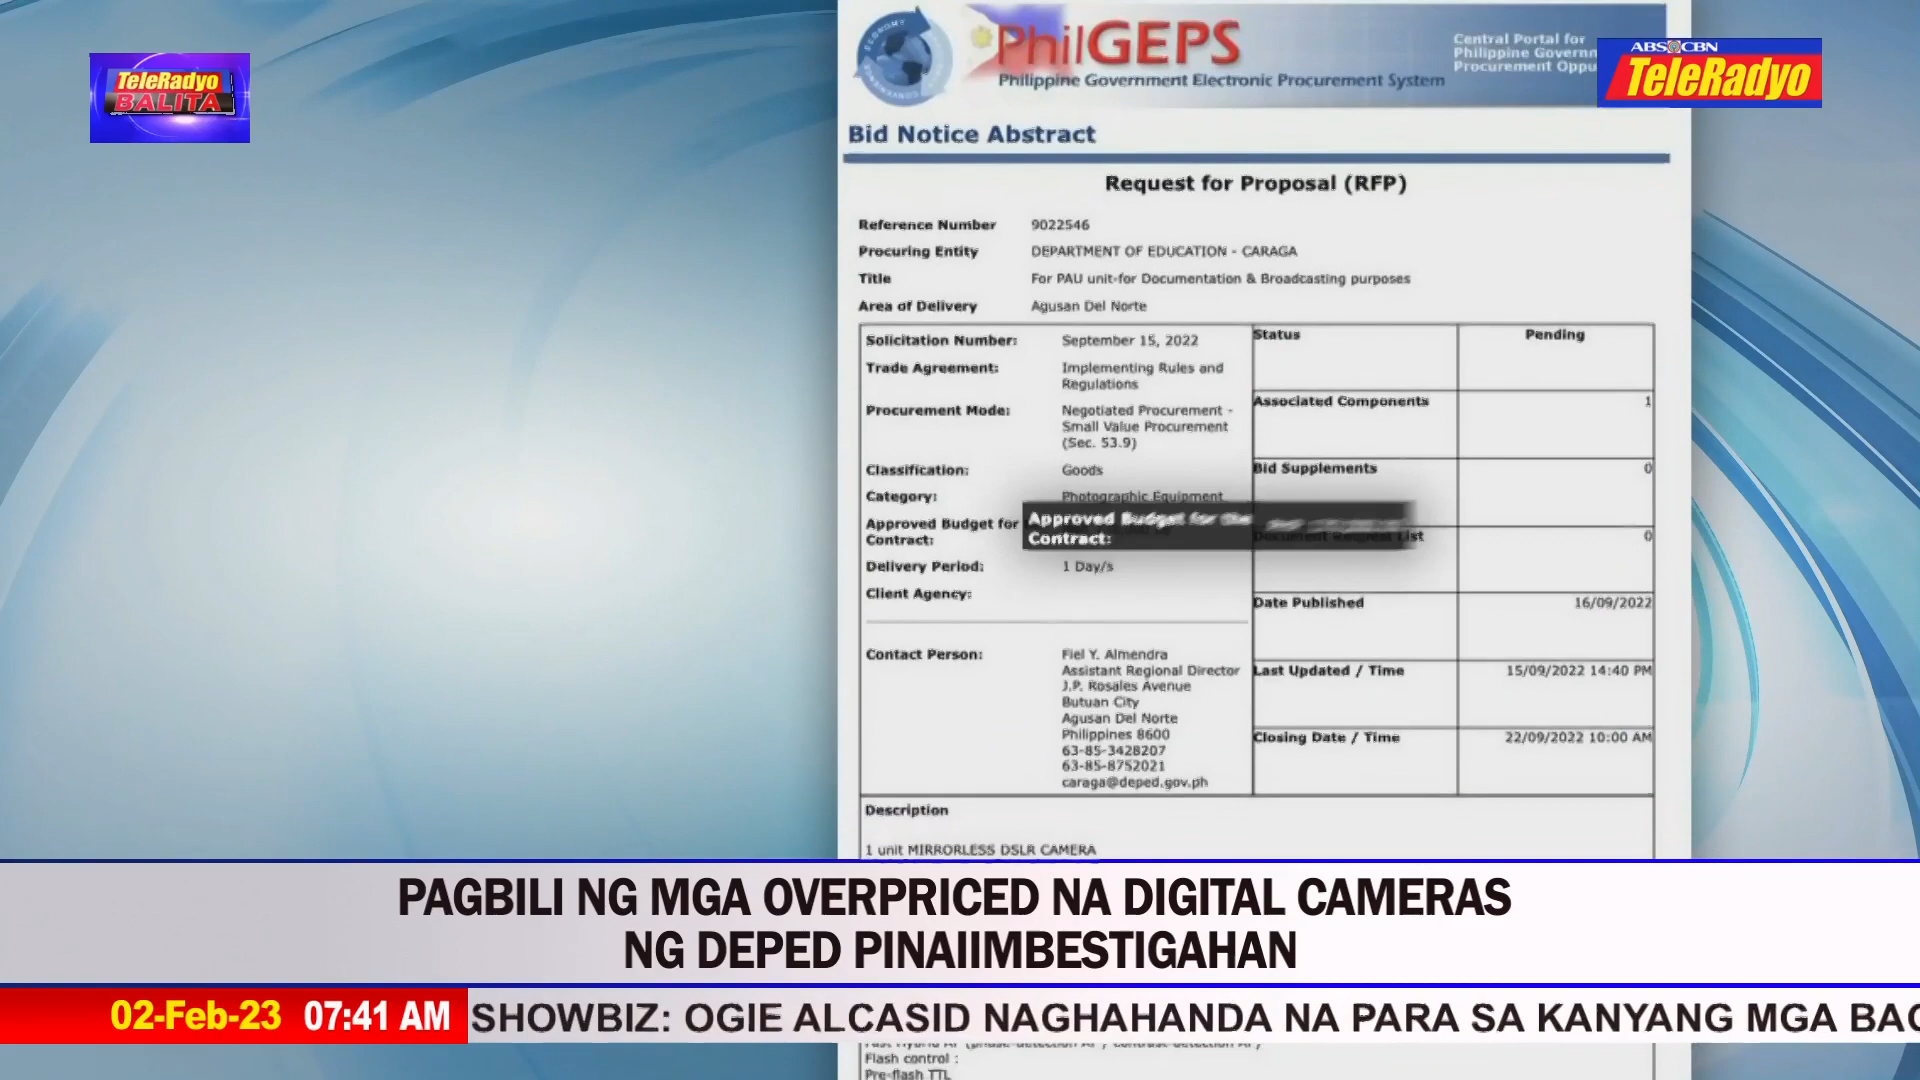 TeleRadyo
BALITA
ABS CBN
TeleRadyo
ECONOMY
PhilGEPS
Philippine Government Electronic Procurement System
Central Portal for
Philippine Governm
Procurement Oppu
Bid Notice Abstract
Request for Proposal (RFP)
Reference Number 9022546
Procuring Entity DEPARTMENT OF EDUCATION - CARAGA
Title For PAU unit-for Documentation & Broadcasting purposes
Area of Delivery Agusan Del Norte
Solicitation Number: September 15, 2022
Trade Agreement: Implementing Rules and
Regulations
Procurement Mode: Negotiated Procurement -
Small Value Procurement
(Sec. 53.9)
Classification: Goods
Category: Photographic Equipment
Approved Budget for
Contract:
Approved Budget for the
Contract:
Delivery Period: 1 Day/s
Client Agency:
Contact Person: Fiel Y. Almendra
Assistant Regional Director
J.P. Rosales Avenue
Butuan City
Agusan Del Norte
Philippines 8600
63-85-3428207
63-85-8752021
caraga@deped.gov.ph
Status Pending
Associated Components 1
Bid Supplements 0
Document Request List 0
Date Published 16/09/2022
Last Updated / Time 15/09/2022 14:40 PM
Closing Date / Time 22/09/2022 10:00 AM
Description
1 unit MIRRORLESS DSLR CAMERA
PAGBILI NG MGA OVERPRICED NA DIGITAL CAMERAS
NG DEPED PINAIIMBESTIGAHAN
02-Feb-23 07:41 AM SHOWBIZ: OGIE ALCASID NAGHAHANDA NA PARA SA KANYANG MGA BAG
Flash control :
Pre-flash TTL